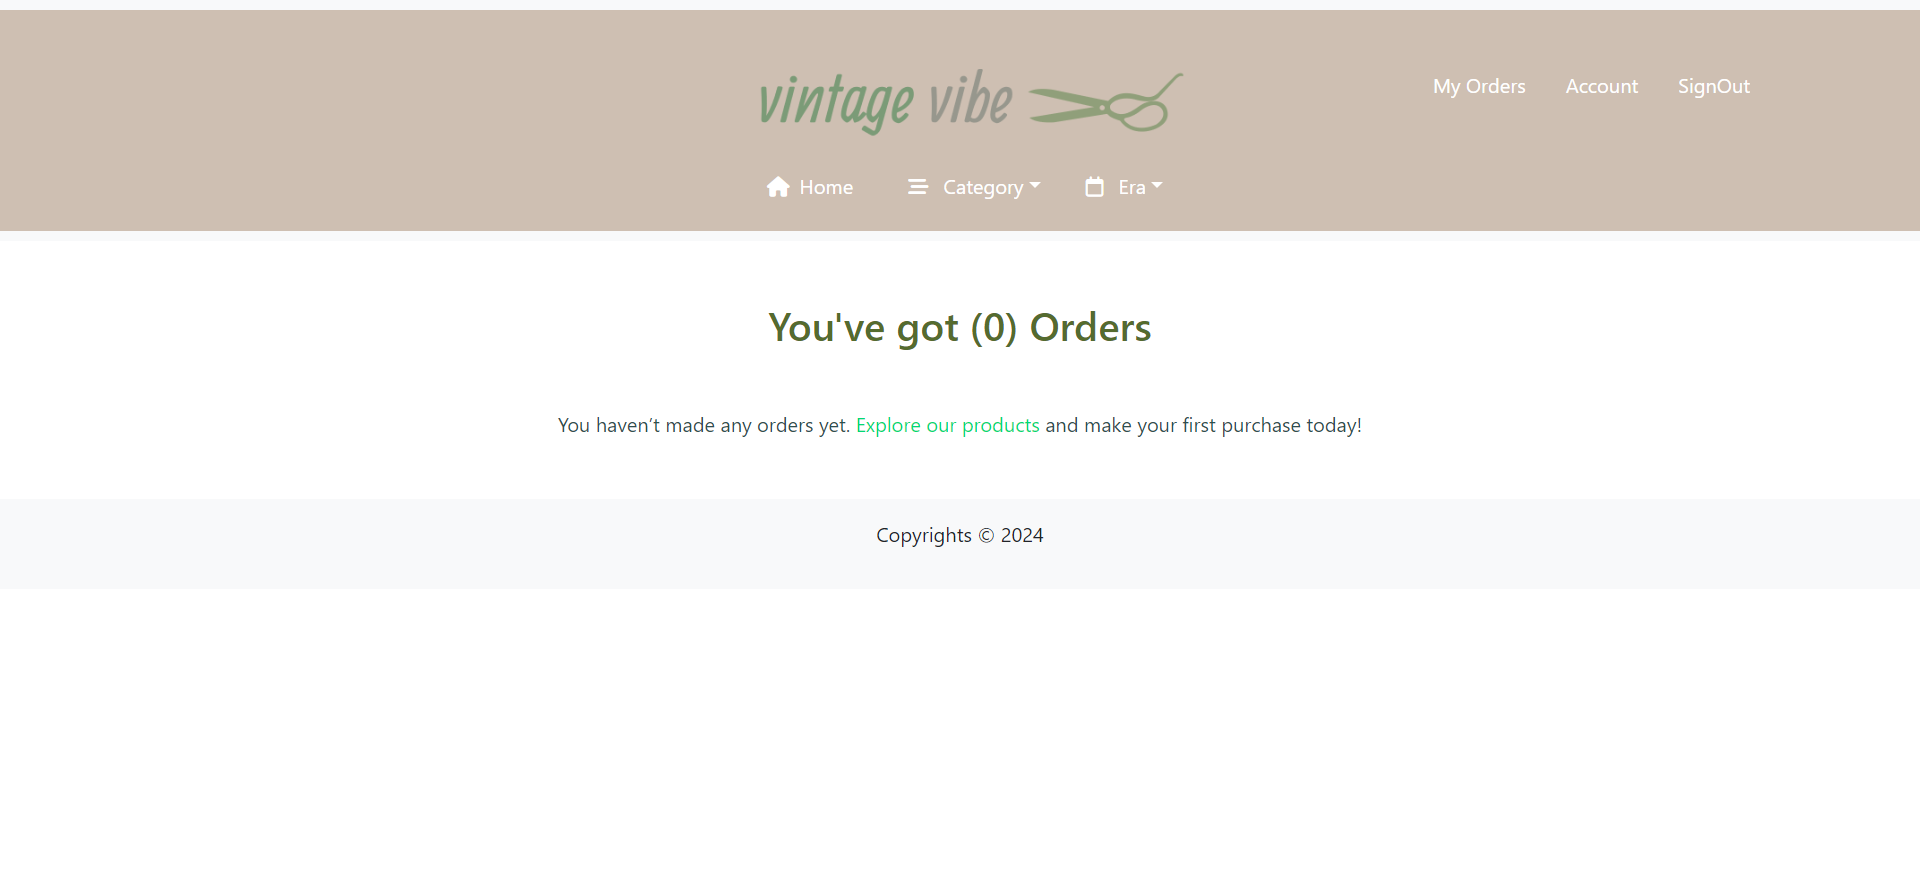 vintage vibe
My Orders Account SignOut
Home Category Era
You've got (0) Orders
You haven’t made any orders yet. Explore our products and make your first purchase today!
Copyrights © 2024